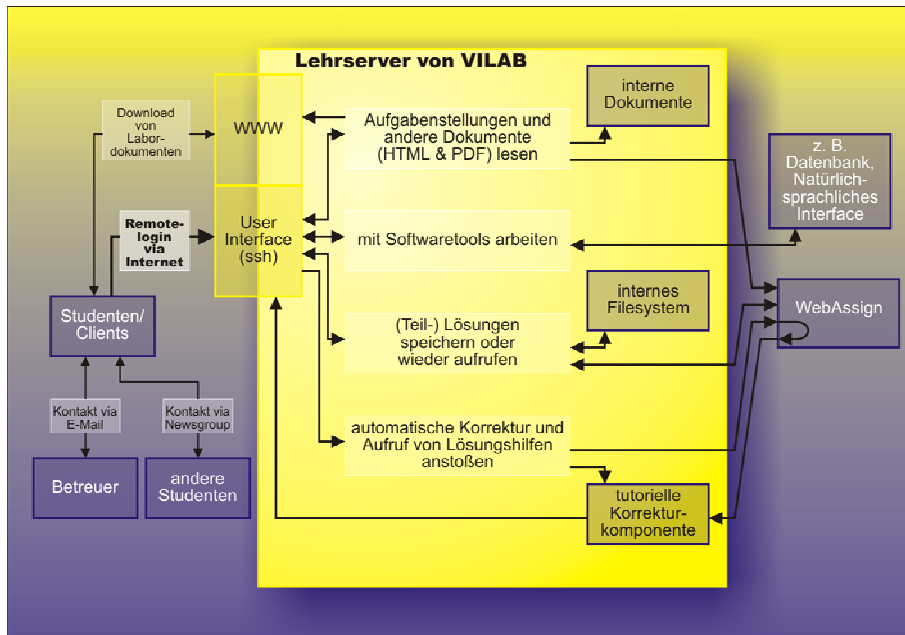 Lehrserver von VILAB
Download
von
Labor-
dokumenten
WWW
Aufgabenstellungen und
andere Dokumente
(HTML & PDF) lesen
interne
Dokumente
z. B.
Datenbank,
Natürlich-
sprachliches
Interface
Remote-
login
via
Internet
User
Interface
(ssh)
mit Softwaretools arbeiten
Studenten/
Clients
(Teil-) Lösungen
speichern oder
wieder aufrufen
internes
Filesystem
WebAssign
Kontakt via
E-Mail
Kontakt via
Newsgroup
automatische Korrektur und
Aufruf von Lösungshilfen
anstoßen
Betreuer
andere
Studenten
tutorielle
Korrektur-
komponente